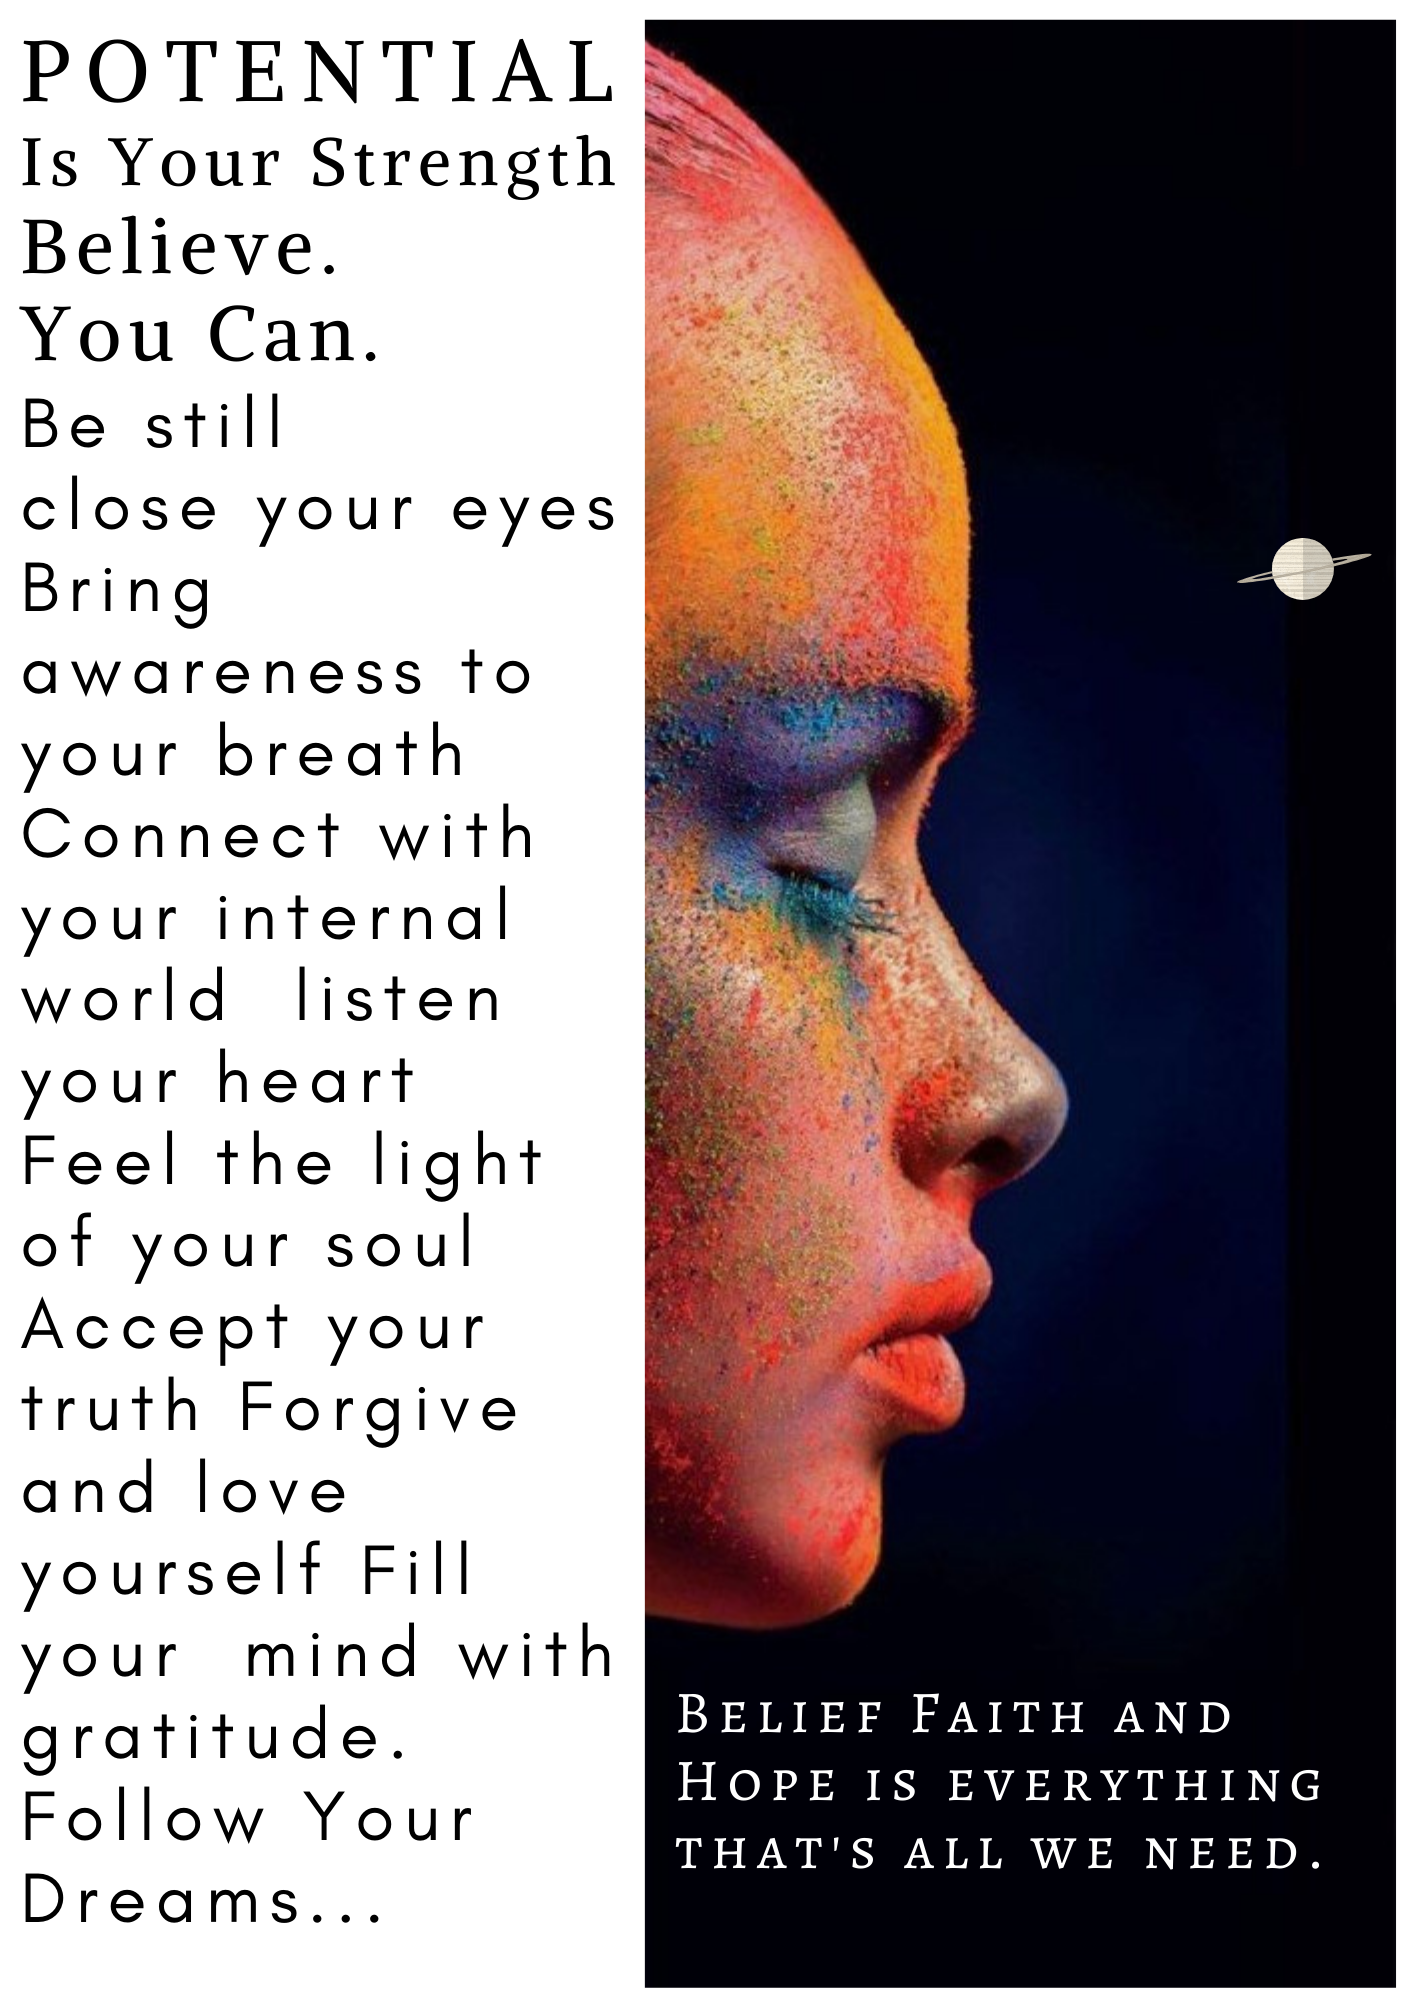 POTENTIAL
Is Your Strength
Believe.
You Can.
Be still
close your eyes
Bring
awareness to
your breath
Connect with
your internal
world  listen
your heart
Feel the light
of your soul
Accept your
truth Forgive
and love
yourself Fill
your  mind with
gratitude.
Follow Your
Dreams...
Belief Faith and
Hope is everything
that's all we need.